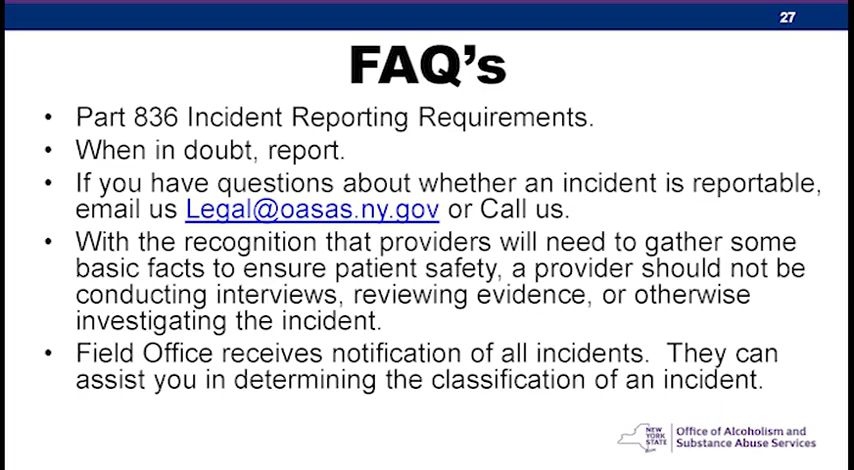 27
FAQ's
• Part 836 Incident Reporting Requirements.
• When in doubt, report.
• If you have questions about whether an incident is reportable,
email us Legal@oasas.ny.gov or Call us.
• With the recognition that providers will need to gather some
basic facts to ensure patient safety, a provider should not be
conducting interviews, reviewing evidence, or otherwise
investigating the incident.
• Field Office receives notification of all incidents.  They can
assist you in determining the classification of an incident.
NEW
YORK
STATE
Office of Alcoholism and
Substance Abuse Services